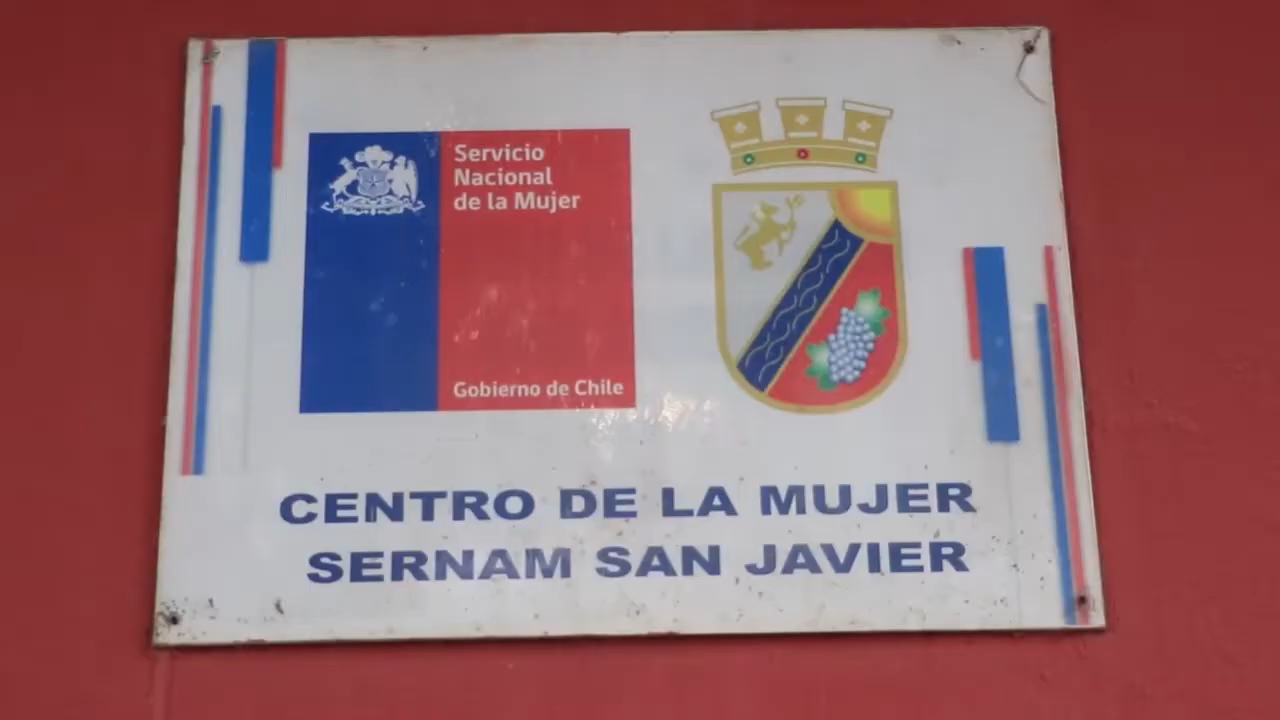 Servicio
Nacional
de la Mujer
Gobierno de Chile
CENTRO DE LA MUJER
SERNAM SAN JAVIER